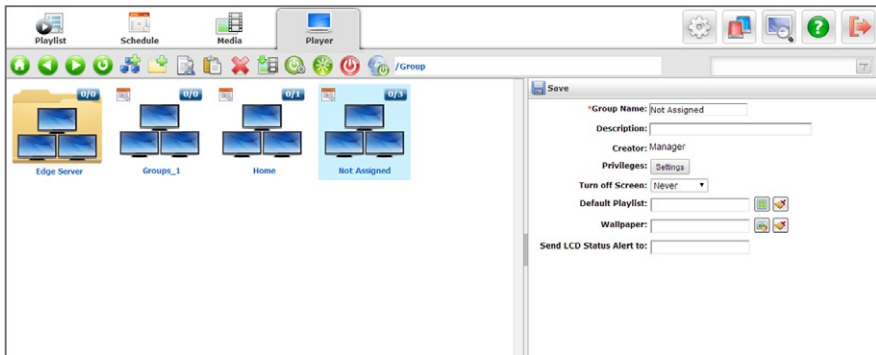 Playlist
Schedule
Media
Player
/Group
0/0
0/0
0/1
0/3
Edge Server
Groups_1
Home
Not Assigned
Save
*Group Name: Not Assigned
Description:
Creator: Manager
Privileges: Settings
Turn off Screen: Never
Default Playlist:
Wallpaper:
Send LCD Status Alert to: